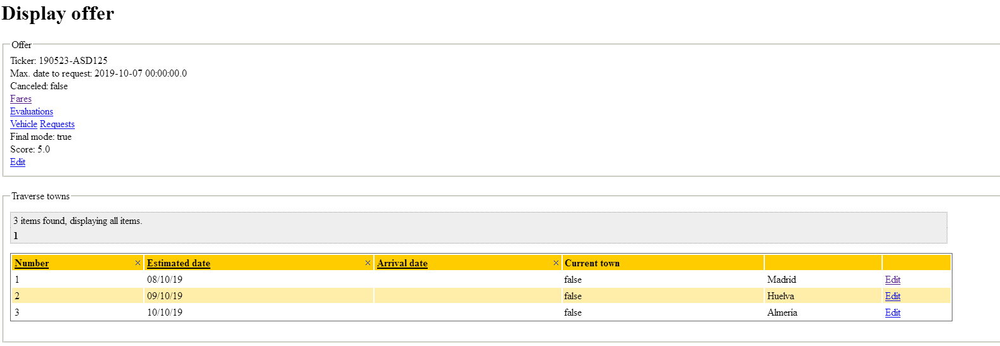 Display offer
Offer
Ticker: 190523-ASD125
Max. date to request: 2019-10-07 00:00:00.0
Canceled: false
Fares
Evaluations
Vehicle Requests
Final mode: true
Score: 5.0
Edit
Traverse towns
3 items found, displaying all items.
1
Number Estimated date Arrival date Current town
1 08/10/19 false Madrid Edit
2 09/10/19 false Huelva Edit
3 10/10/19 false Almeria Edit